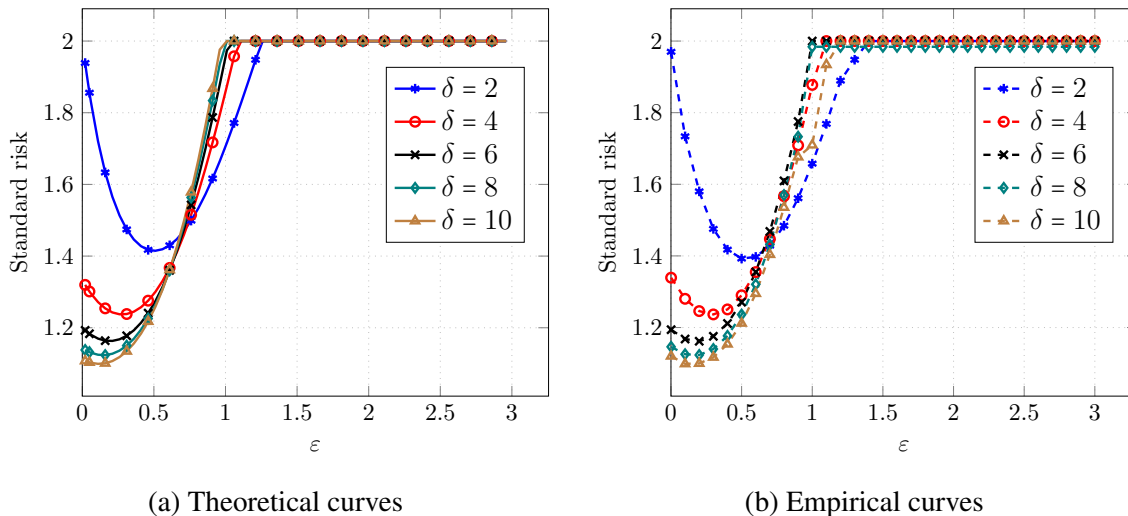 2
1.8
1.6
1.4
1.2
0 0.5 1 1.5 2 2.5 3
Standard risk
ε
δ = 2
δ = 4
δ = 6
δ = 8
δ = 10
(a) Theoretical curves
2
1.8
1.6
1.4
1.2
0 0.5 1 1.5 2 2.5 3
Standard risk
ε
δ = 2
δ = 4
δ = 6
δ = 8
δ = 10
(b) Empirical curves